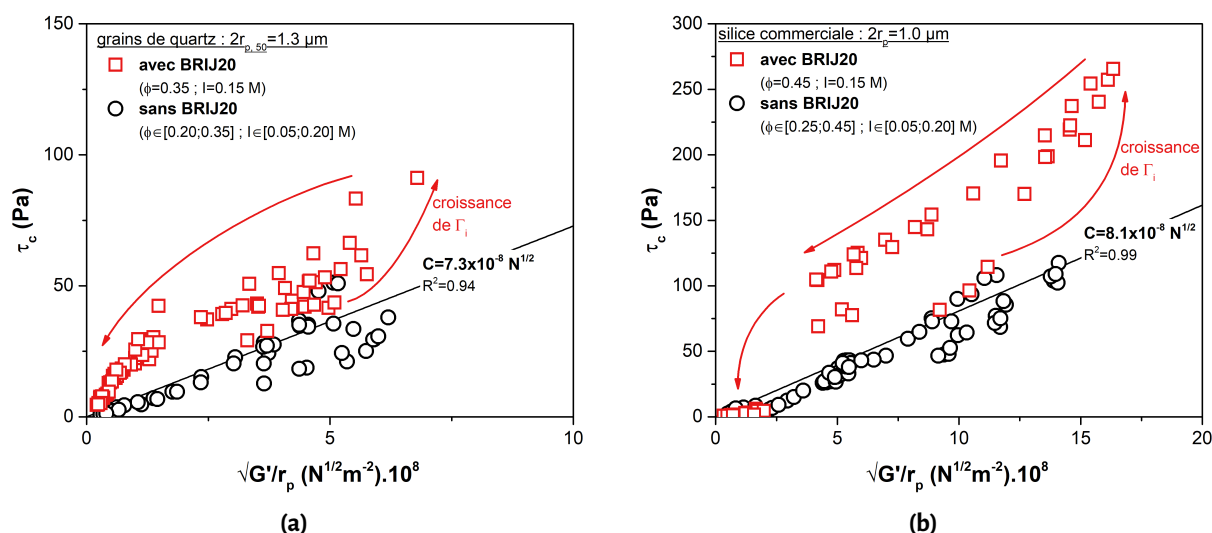 150
100
50
0
0
5
10
τc (Pa)
√G'/rp (N1/2m-2).10^8
grains de quartz : 2rp, 50=1.3 µm
avec BRIJ20
(ϕ=0.35 ; I=0.15 M)
sans BRIJ20
(ϕ∈[0.20;0.35] ; I∈[0.05;0.20] M)
croissance
de Γi
C=7.3x10-8 N1/2
R2=0.94
(a)
300
250
200
150
100
50
0
0
5
10
15
20
τc (Pa)
√G'/rp (N1/2m-2).10^8
silice commerciale : 2rp=1.0 µm
avec BRIJ20
(ϕ=0.45 ; I=0.15 M)
sans BRIJ20
(ϕ∈[0.25;0.45] ; I∈[0.05;0.20] M)
croissance
de Γi
C=8.1x10-8 N1/2
R2=0.99
(b)